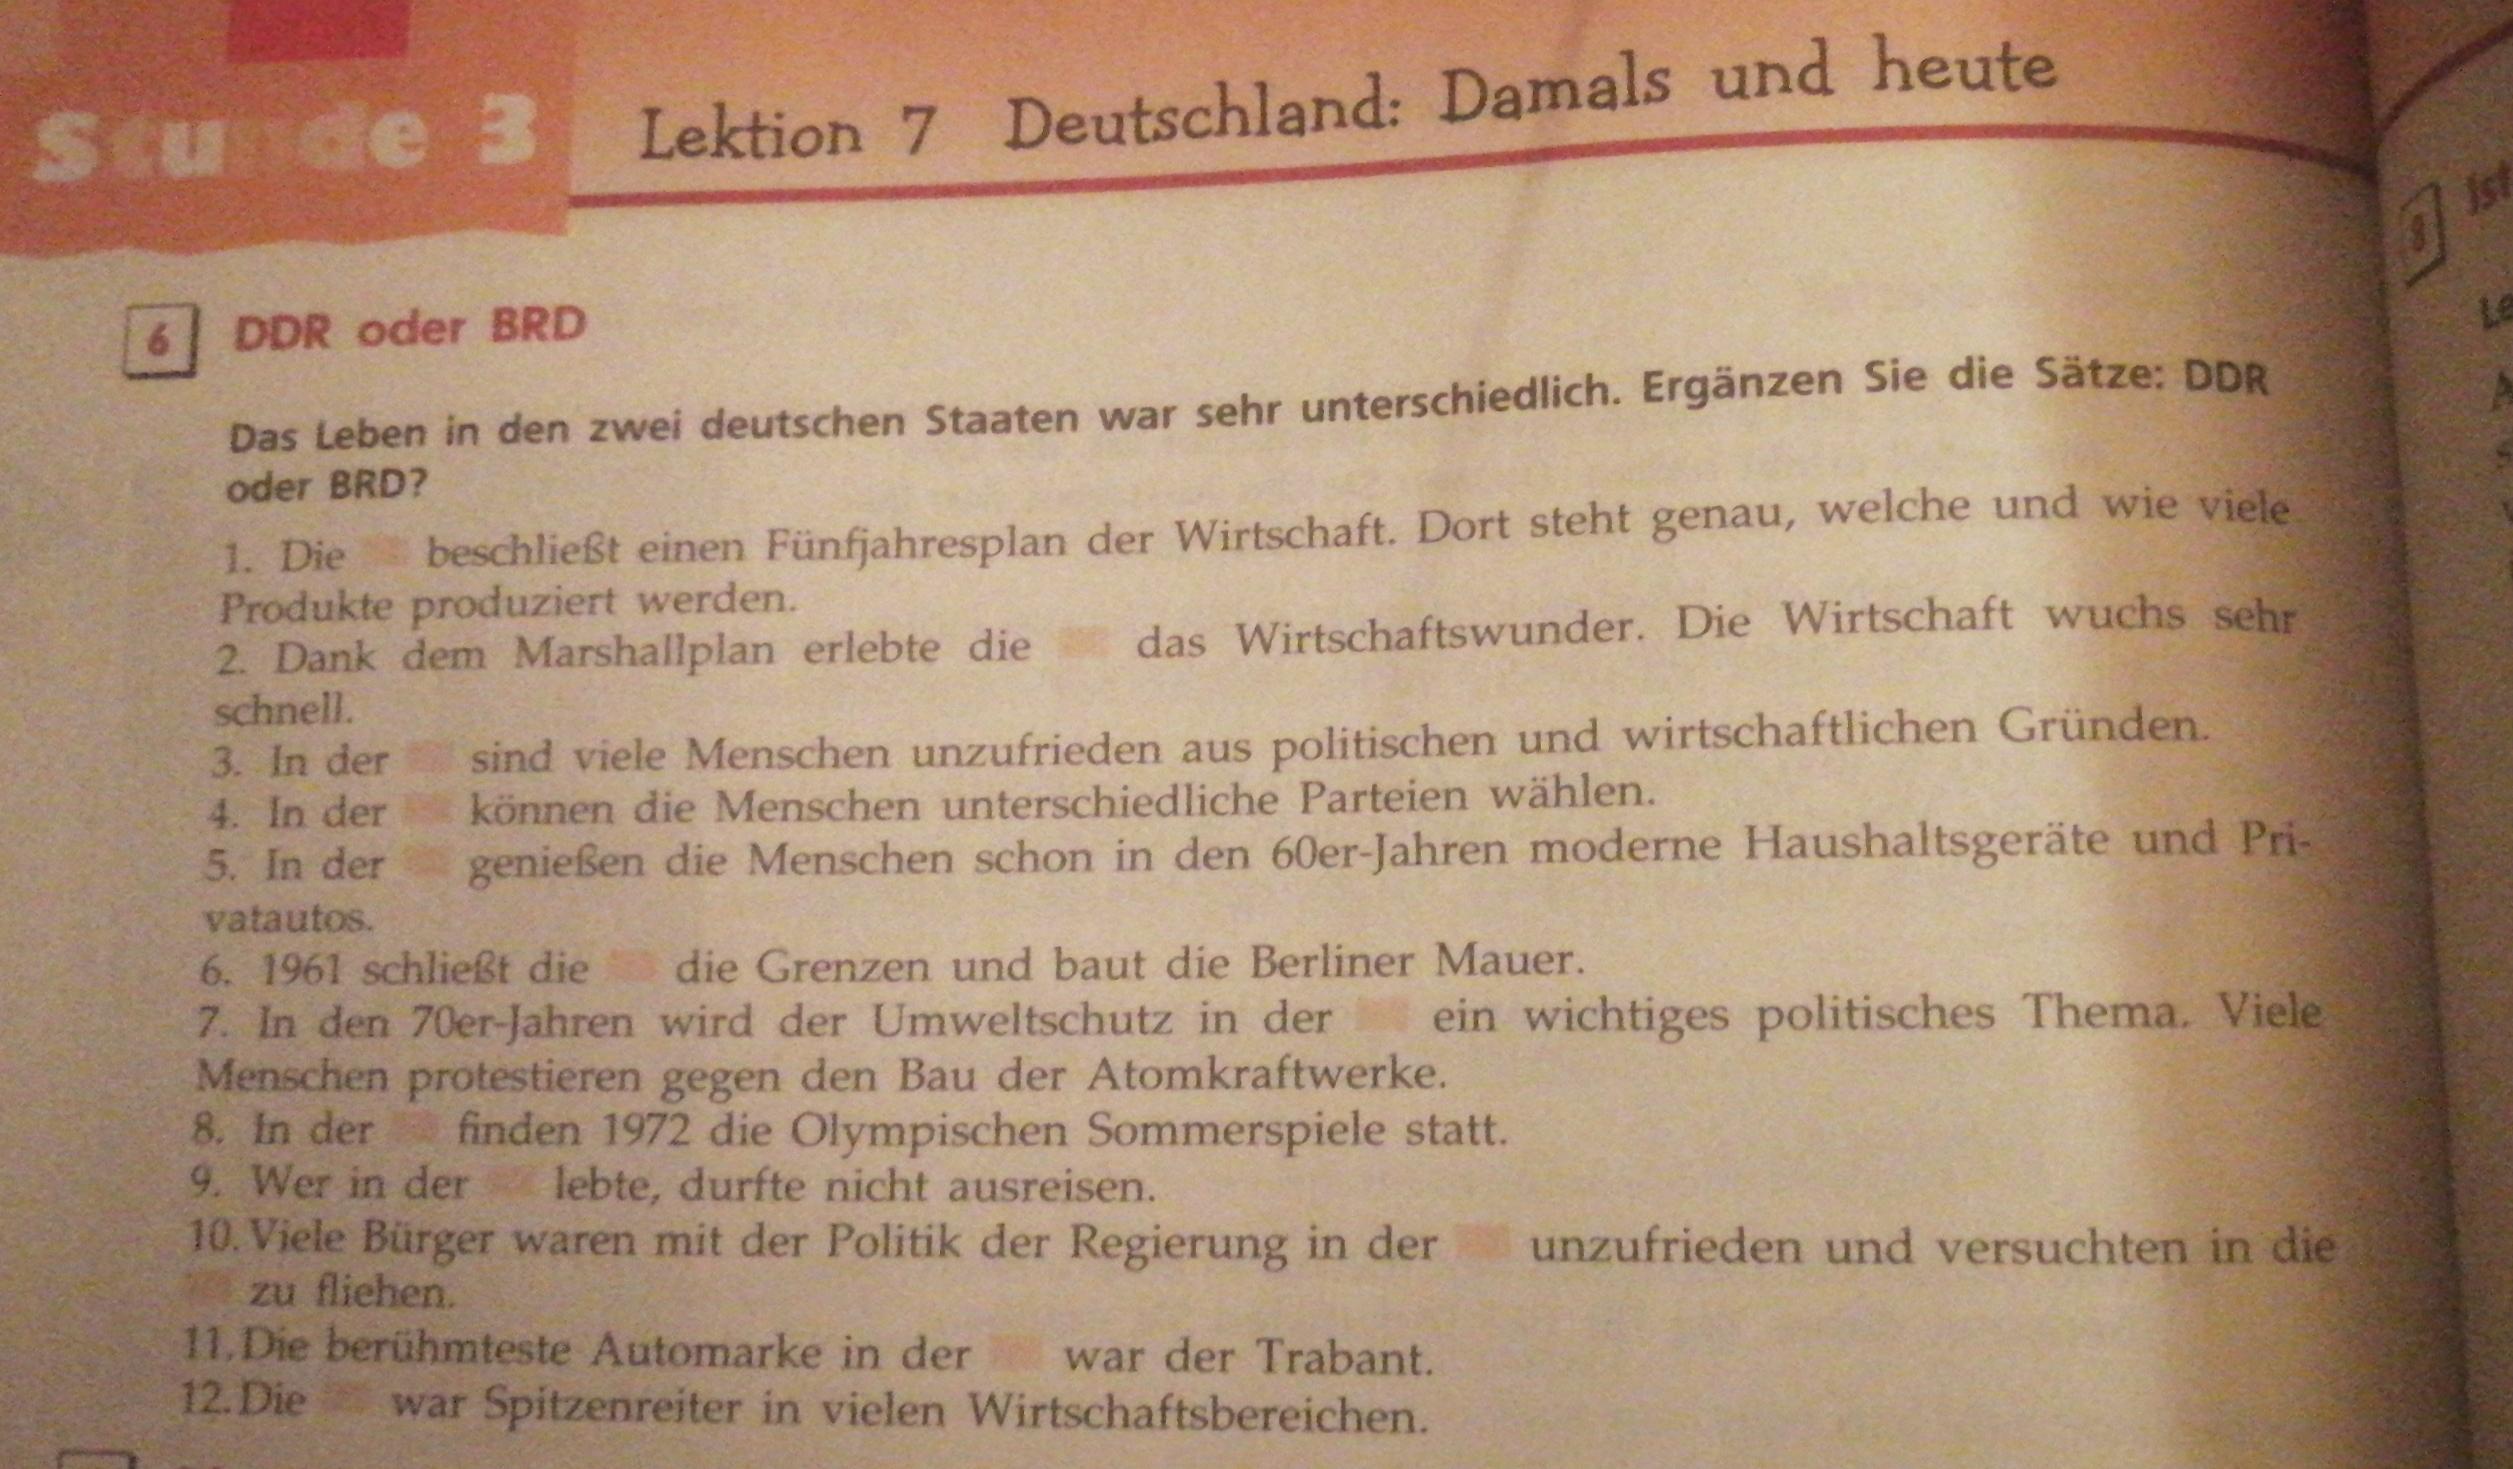 Stunde 3
Lektion 7 Deutschland: Damals und heute
6 DDR oder BRD
Das Leben in den zwei deutschen Staaten war sehr unterschiedlich. Ergänzen Sie die Sätze: DDR
oder BRD?
1. Die beschließt einen Fünfjahresplan der Wirtschaft. Dort steht genau, welche und wie viele
Produkte produziert werden.
2. Dank dem Marshallplan erlebte die das Wirtschaftswunder. Die Wirtschaft wuchs sehr
schnell.
3. In der sind viele Menschen unzufrieden aus politischen und wirtschaftlichen Gründen.
4. In der können die Menschen unterschiedliche Parteien wählen.
5. In der genießen die Menschen schon in den 60er-Jahren moderne Haushaltsgeräte und Pri-
vatautos.
6. 1961 schließt die die Grenzen und baut die Berliner Mauer.
7. In den 70er-Jahren wird der Umweltschutz in der ein wichtiges politisches Thema. Viele
Menschen protestieren gegen den Bau der Atomkraftwerke.
8. In der finden 1972 die Olympischen Sommerspiele statt.
9. Wer in der lebte, durfte nicht ausreisen.
10. Viele Bürger waren mit der Politik der Regierung in der unzufrieden und versuchten in die
zu fliehen.
11. Die berühmteste Automarke in der war der Trabant.
12. Die war Spitzenreiter in vielen Wirtschaftsbereichen.
8